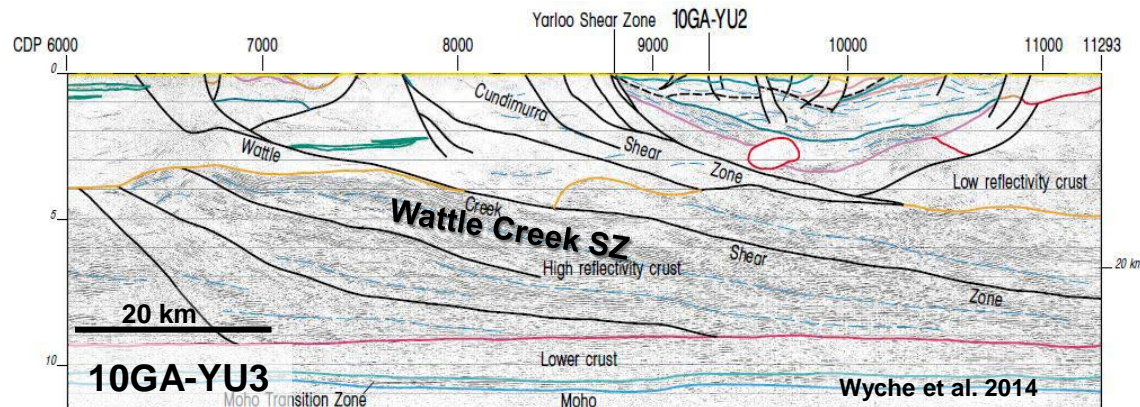 Yarloo Shear Zone 10GA-YU2
CDP 6000 7000 8000 9000 10000 11000 11293
0
Cundimurra
Shear
Zone
Wattle
Creek
Shear
Zone
Low reflectivity crust
5
Wattle Creek SZ
High reflectivity crust
20 km
20 km
Lower crust
10
10GA-YU3
Wyche et al. 2014
Moho Transition Zone
Moho